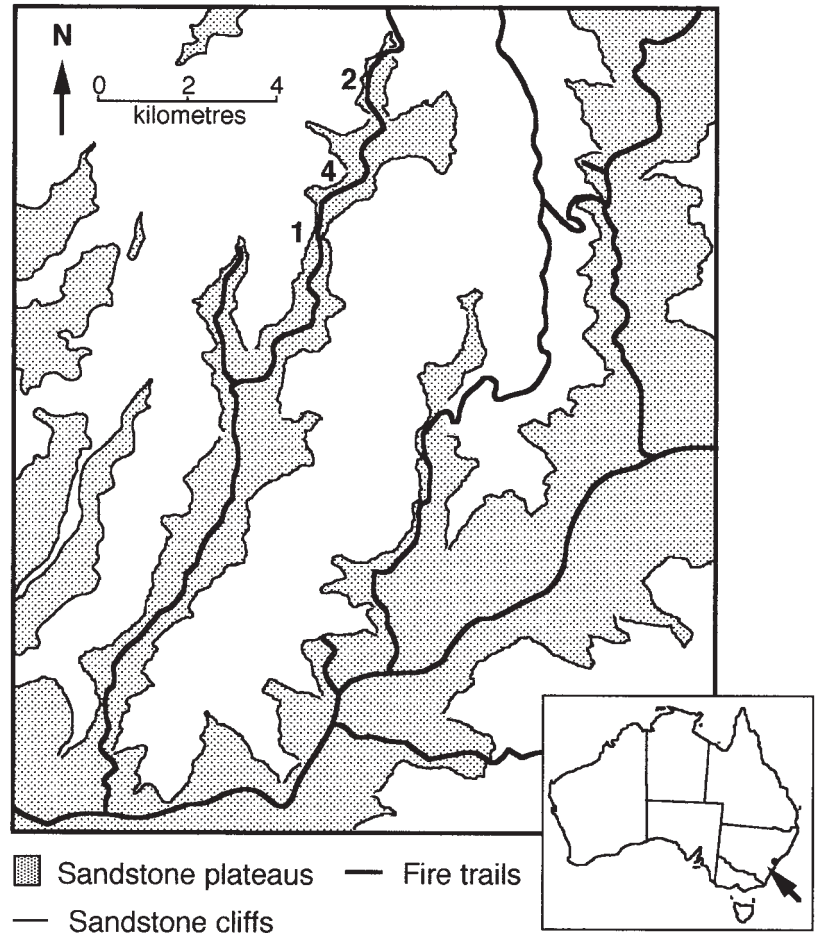 N
0 2 4
kilometres
2
4
1
Sandstone plateaus
Fire trails
Sandstone cliffs